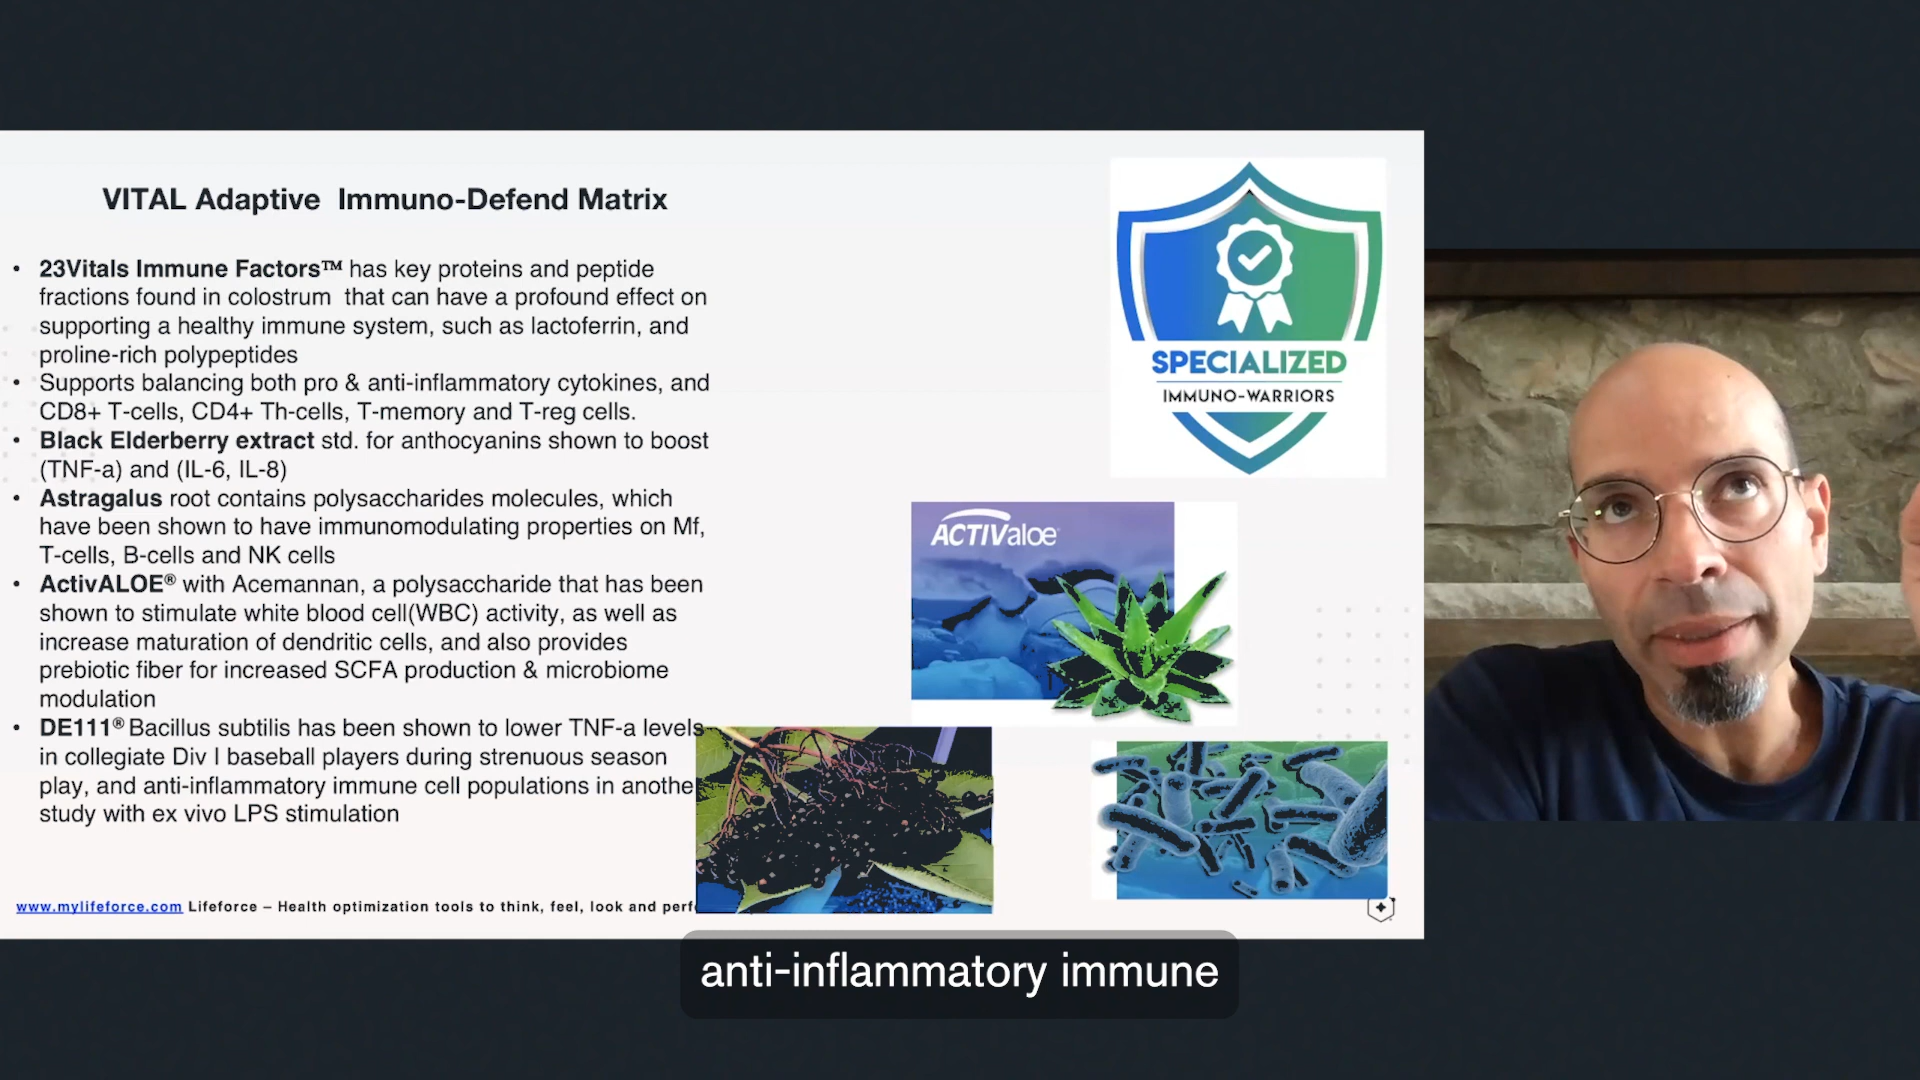 VITAL Adaptive Immuno-Defend Matrix
• 23Vitals Immune Factors™ has key proteins and peptide
fractions found in colostrum that can have a profound effect on
supporting a healthy immune system, such as lactoferrin, and
proline-rich polypeptides
• Supports balancing both pro & anti-inflammatory cytokines, and
CD8+ T-cells, CD4+ Th-cells, T-memory and T-reg cells.
• Black Elderberry extract std. for anthocyanins shown to boost
(TNF-a) and (IL-6, IL-8)
• Astragalus root contains polysaccharides molecules, which
have been shown to have immunomodulating properties on Mf,
T-cells, B-cells and NK cells
• ActivALOE® with Acemannan, a polysaccharide that has been
shown to stimulate white blood cell(WBC) activity, as well as
increase maturation of dendritic cells, and also provides
prebiotic fiber for increased SCFA production & microbiome
modulation
• DE111® Bacillus subtilis has been shown to lower TNF-a levels
in collegiate Div I baseball players during strenuous season
play, and anti-inflammatory immune cell populations in anothe
study with ex vivo LPS stimulation
www.mylifeforce.com Lifeforce – Health optimization tools to think, feel, look and perf
SPECIALIZED
IMMUNO-WARRIORS
ACTIValoe
anti-inflammatory immune